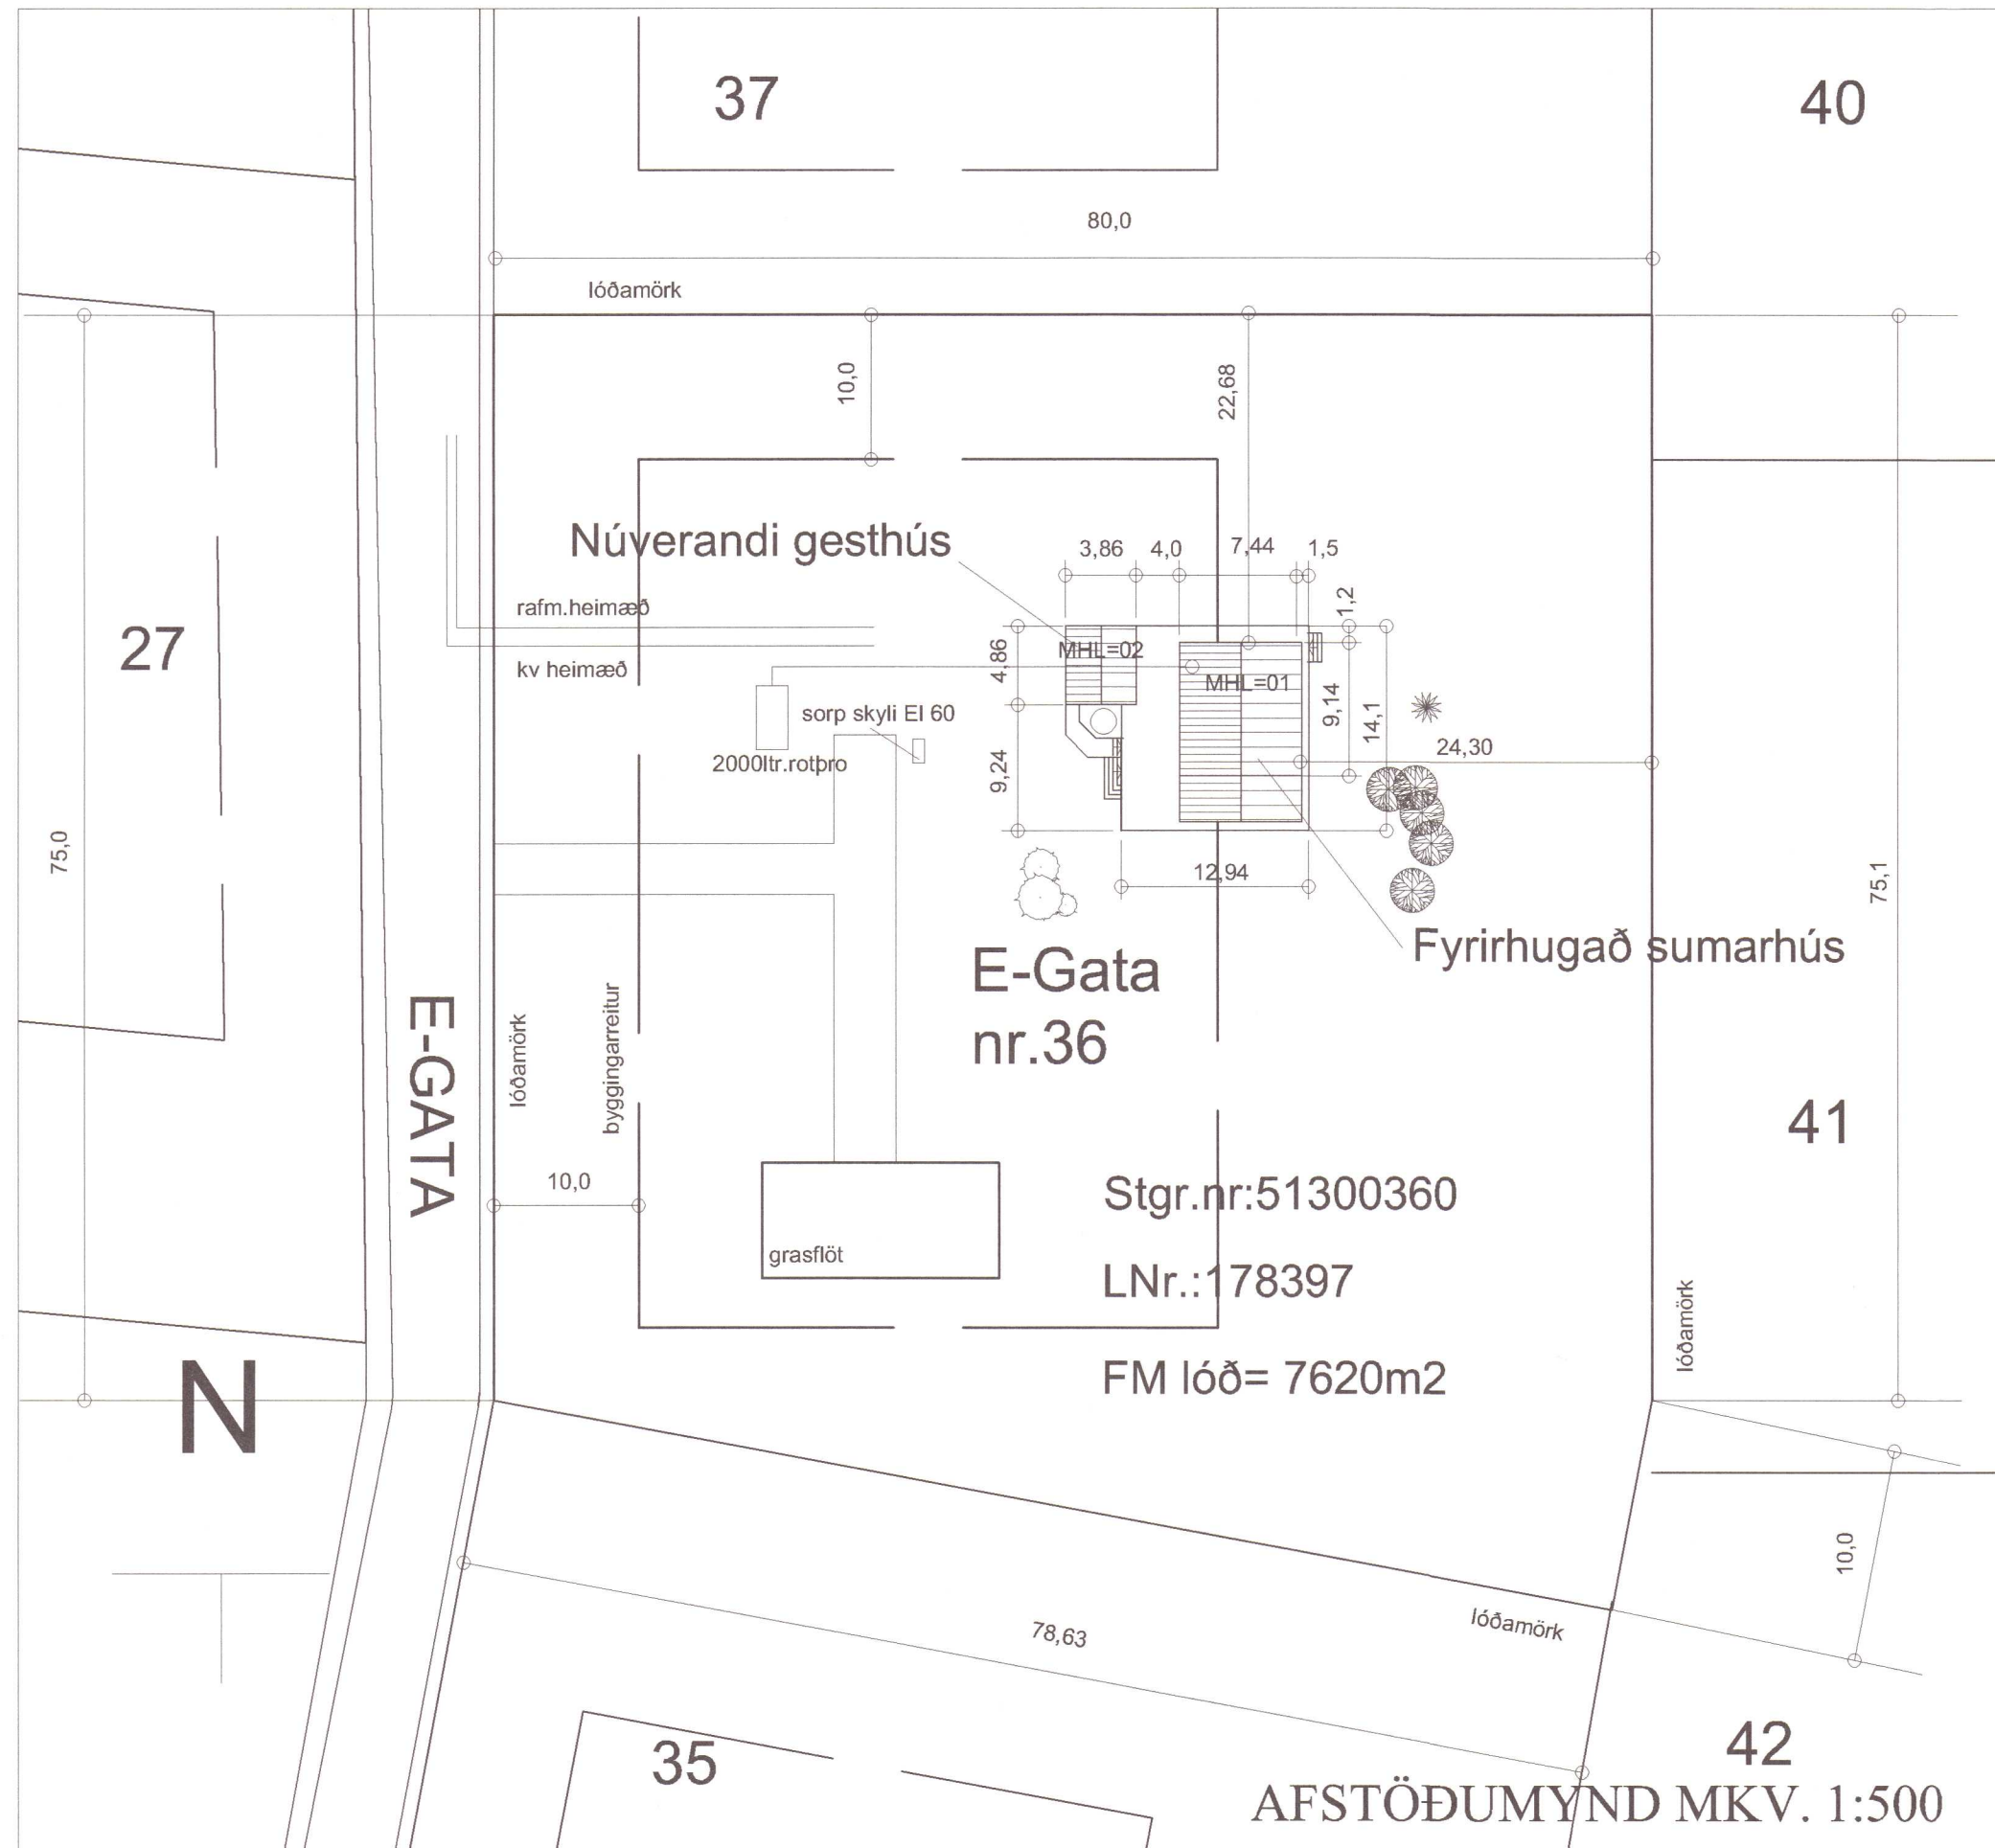 37
40
80,0
lóðamörk
10,0
22,68
Núverandi gesthús
3,86 4,0 7,44 1,5
1,2
rafm.heimæð
27
kv heimæð
MHL=02
4,86
MHL=01
sorp skyli EI 60
9,14
14,1
24,30
2000ltr.rotþro
9,24
75,0
12,94
75,1
Fyrirhugað sumarhús
E-Gata
nr.36
E-GATA
lóðamörk
byggingarreitur
41
10,0
Stgr.nr:51300360
grasflöt
LNr.:178397
lóðamörk
FM lóð= 7620m2
N
10,0
78,63
lóðamörk
35
42
AFSTÖÐUMYND MKV. 1:500